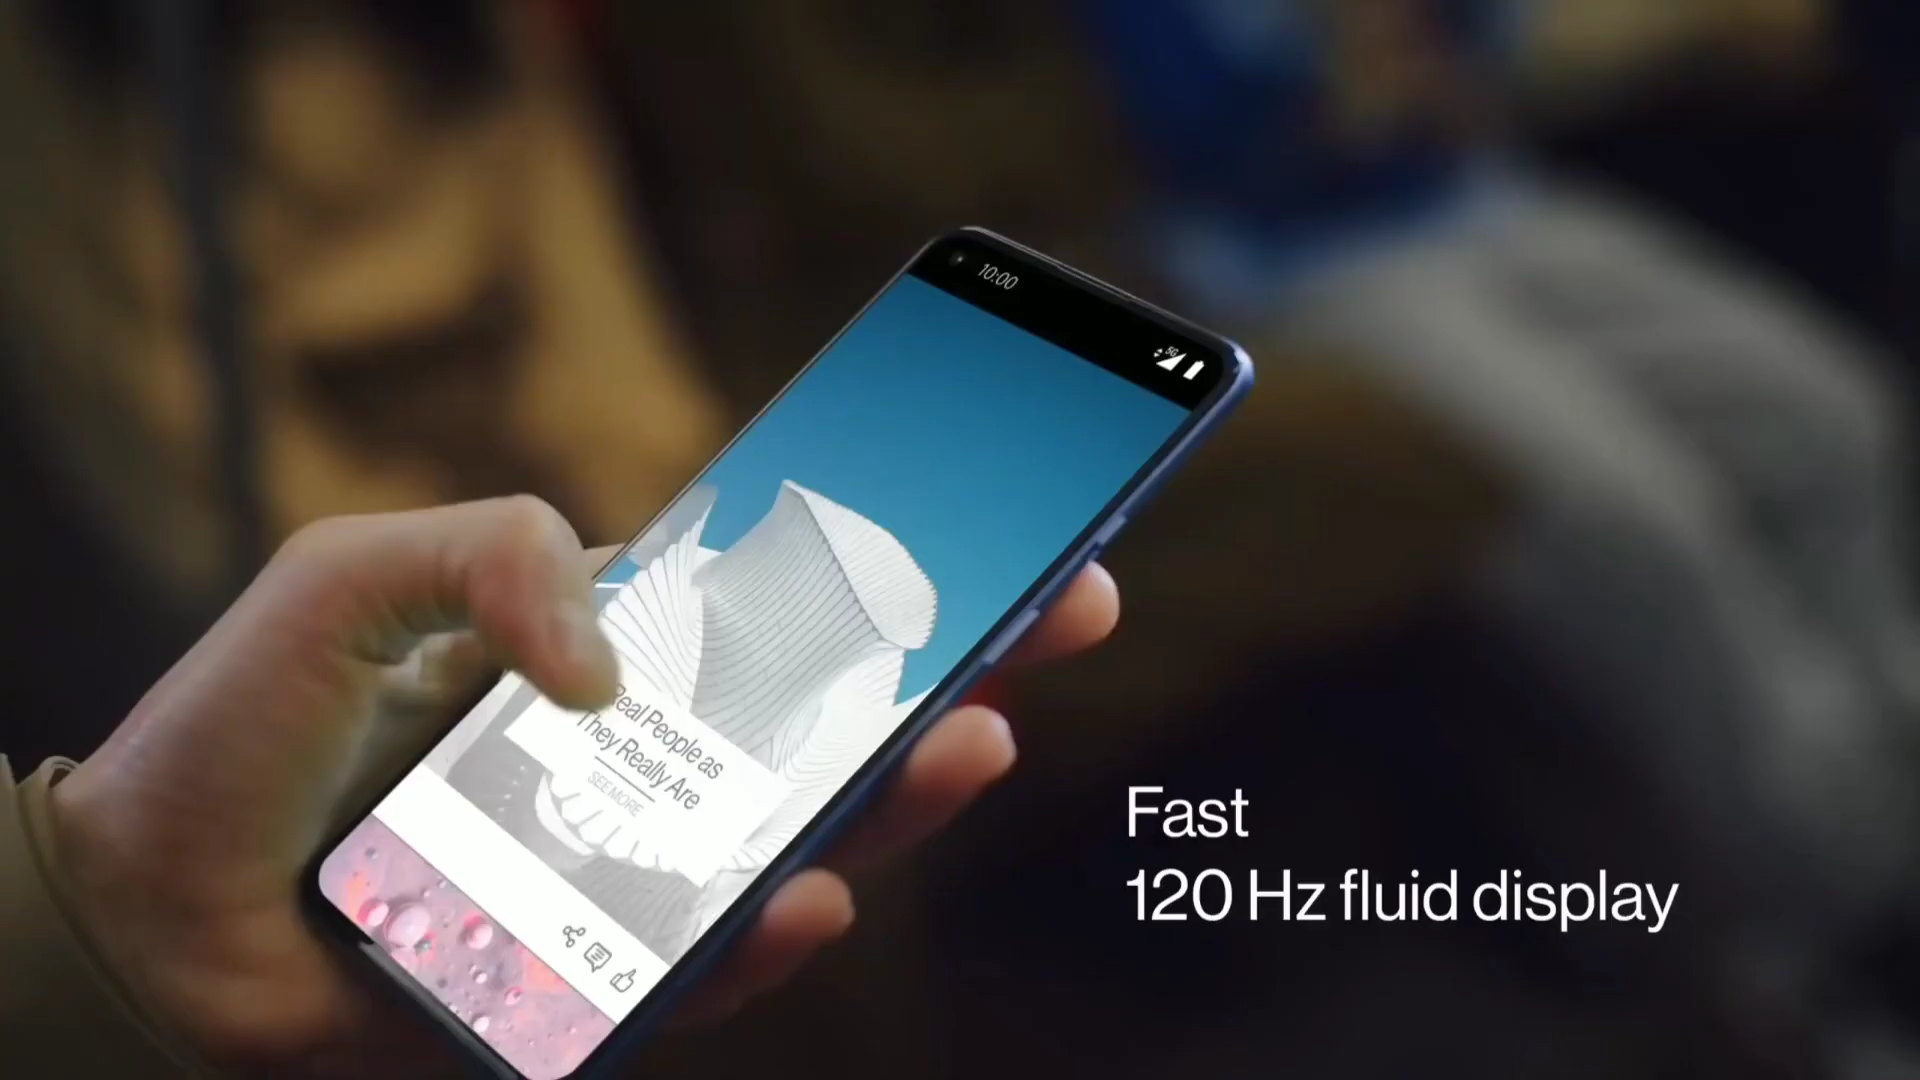 10:00
5G
Real People as
They Really Are
SEE MORE
Fast
120 Hz fluid display